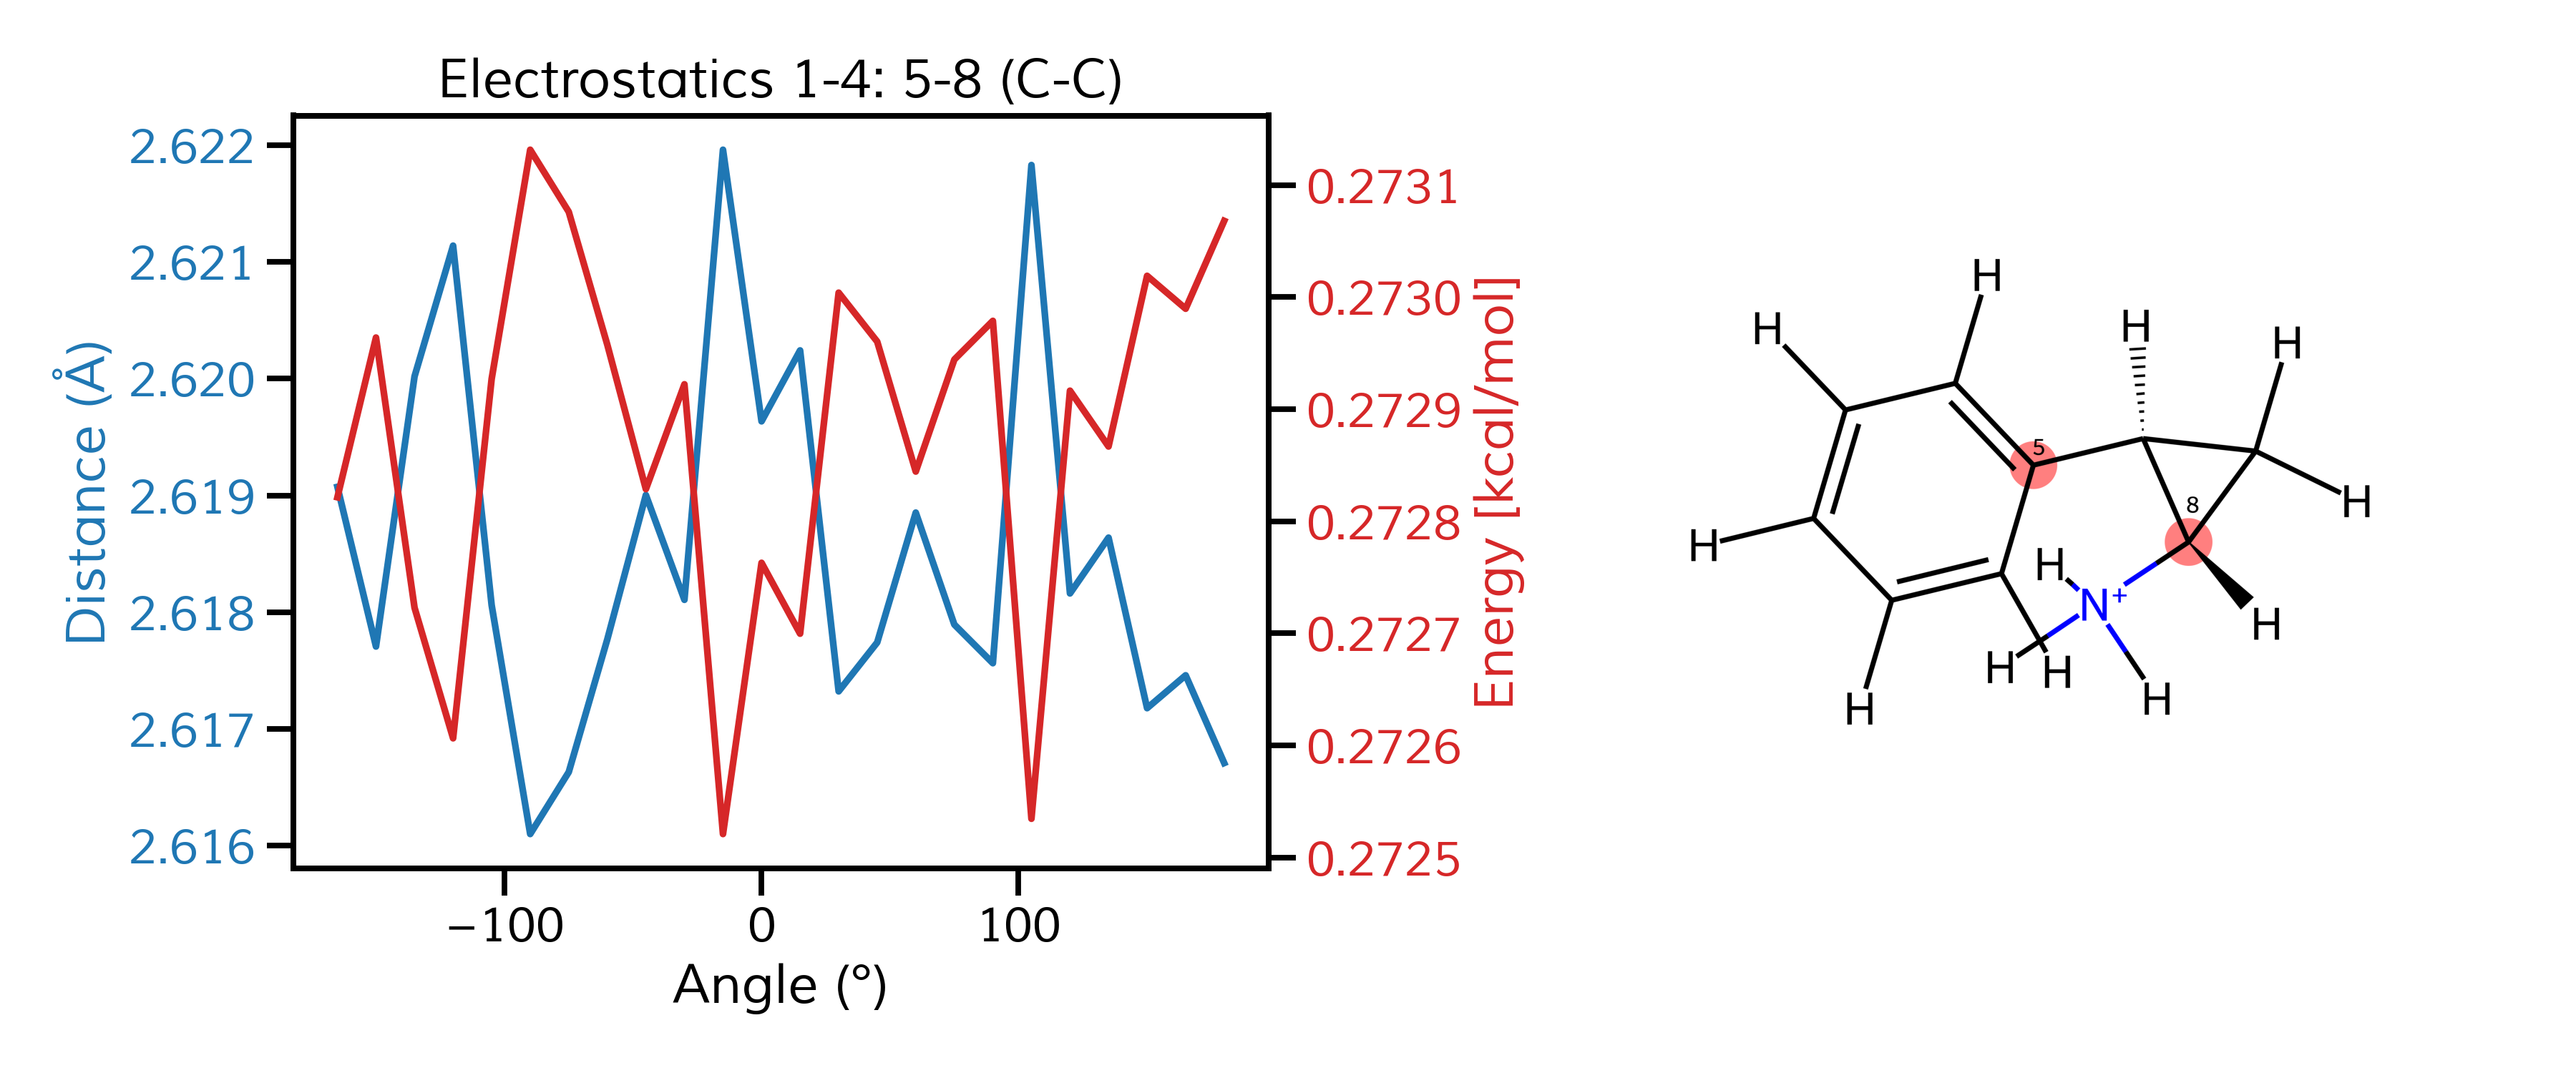 Electrostatics 1-4: 5-8 (C-C)
2.622
2.621
2.620
2.619
2.618
2.617
2.616
Distance (Å)
0.2731
0.2730
0.2729
0.2728
0.2727
0.2726
0.2725
Energy [kcal/mol]
−100 0 100
Angle (°)
H
H
H
H
5
H
8
H
H
N+
H
H
H
H
H